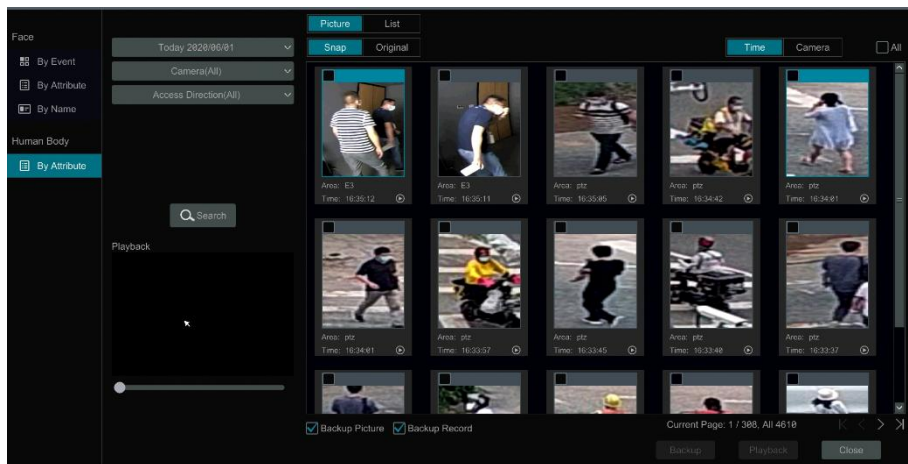 Face
By Event
By Attribute
By Name
Human Body
By Attribute
Today 2020/06/01
Camera(All)
Access Direction(All)
Search
Playback
Picture List
Snap Original
Time Camera All
Area: E3
Time: 16:35:12
Area: E3
Time: 16:35:11
Area: ptz
Time: 16:35:05
Area: ptz
Time: 16:34:42
Area: ptz
Time: 16:34:01
Area: ptz
Time: 16:34:01
Area: ptz
Time: 16:33:57
Area: ptz
Time: 16:33:45
Area: ptz
Time: 16:33:40
Area: ptz
Time: 16:33:37
Backup Picture Backup Record
Current Page: 1 / 308, All 4610
Backup Playback Close